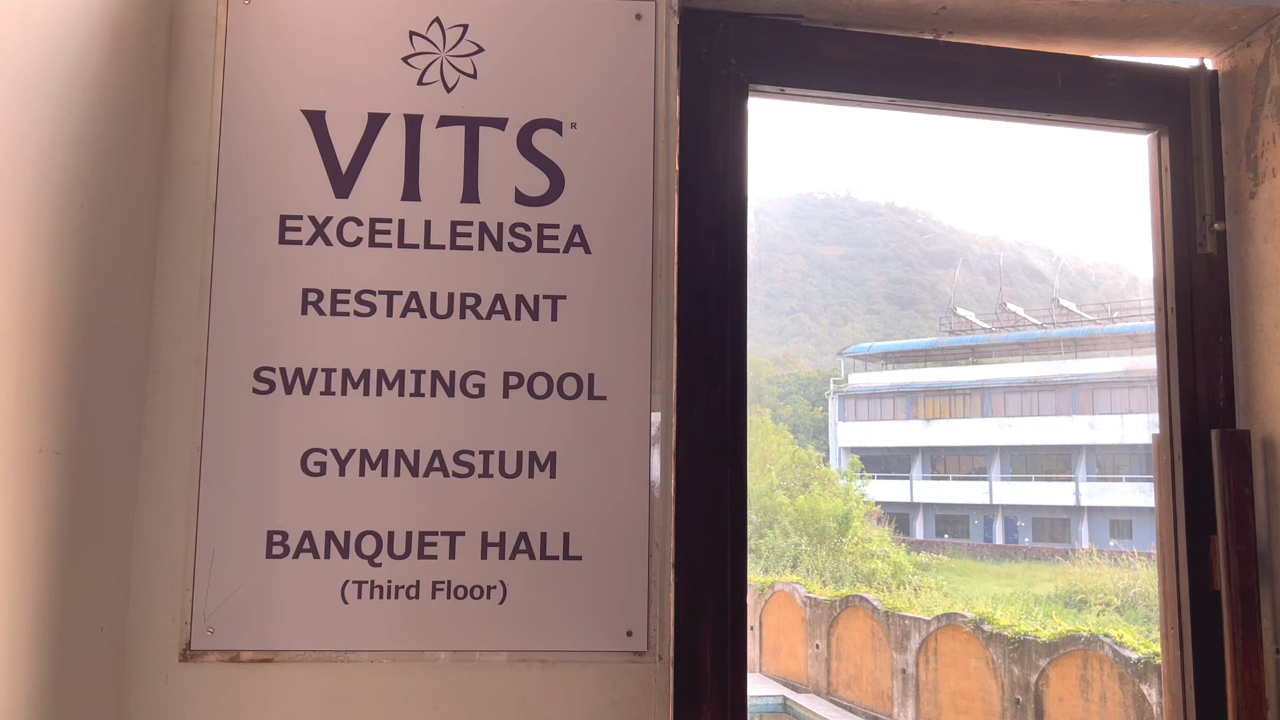 VITS®
EXCELLENSEA
RESTAURANT
SWIMMING POOL
GYMNASIUM
BANQUET HALL
(Third Floor)